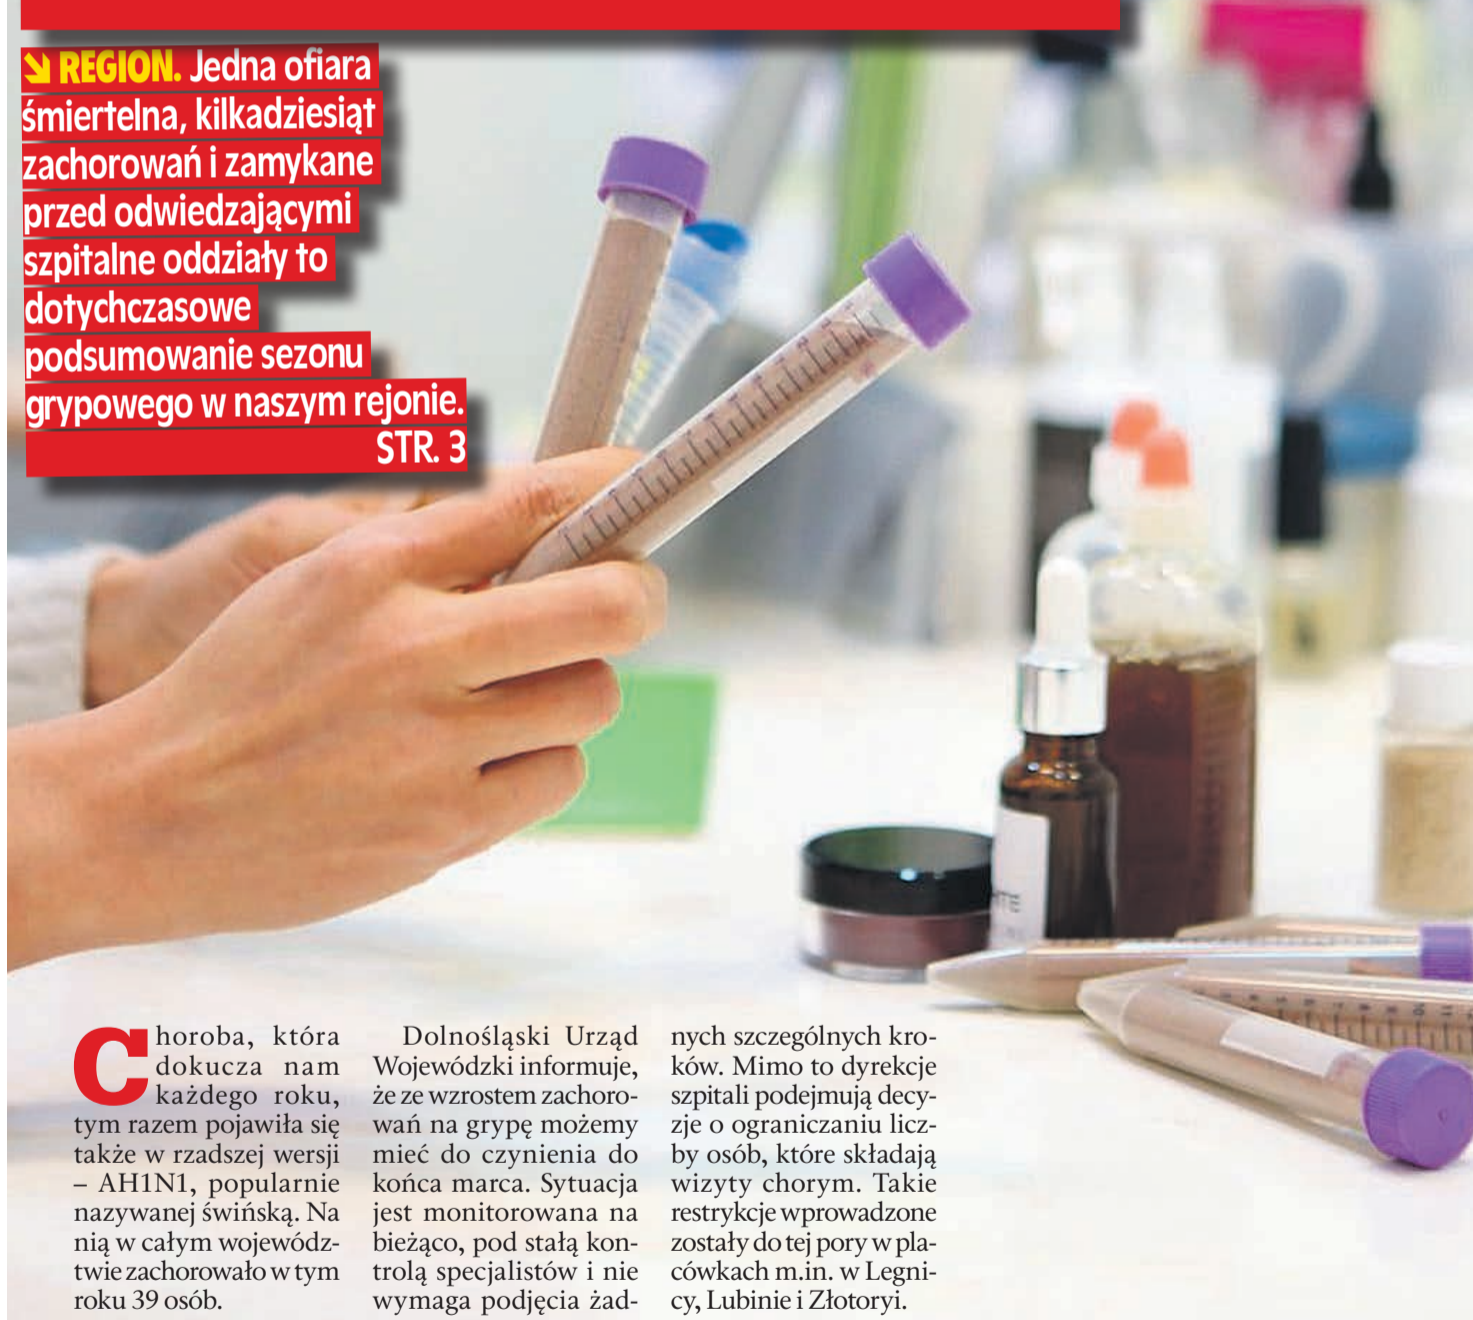 REGION. Jedna ofiara
śmiertelna, kilkadziesiąt
zachorowań i zamykane
przed odwiedzającymi
szpitalne oddziały to
dotychczasowe
podsumowanie sezonu
grypowego w naszym rejonie.
STR. 3
Choroba, która
dokucza nam
każdego roku,
tym razem pojawiła się
także w rzadszej wersji
– AH1N1, popularnie
nazywanej świńską. Na
nią w całym wojewódz-
twie zachorowało w tym
roku 39 osób.
Dolnośląski Urząd
Wojewódzki informuje,
że ze wzrostem zachoro-
wań na grypę możemy
mieć do czynienia do
końca marca. Sytuacja
jest monitorowana na
bieżąco, pod stałą kon-
trolą specjalistów i nie
wymaga podjęcia żad-
nych szczególnych kro-
ków. Mimo to dyrekcje
szpitali podejmują decy-
zje o ograniczaniu licz-
by osób, które składają
wizyty chorym. Takie
restrykcje wprowadzone
zostały do tej pory w pla-
cówkach m.in. w Legni-
cy, Lubinie i Złotoryi.